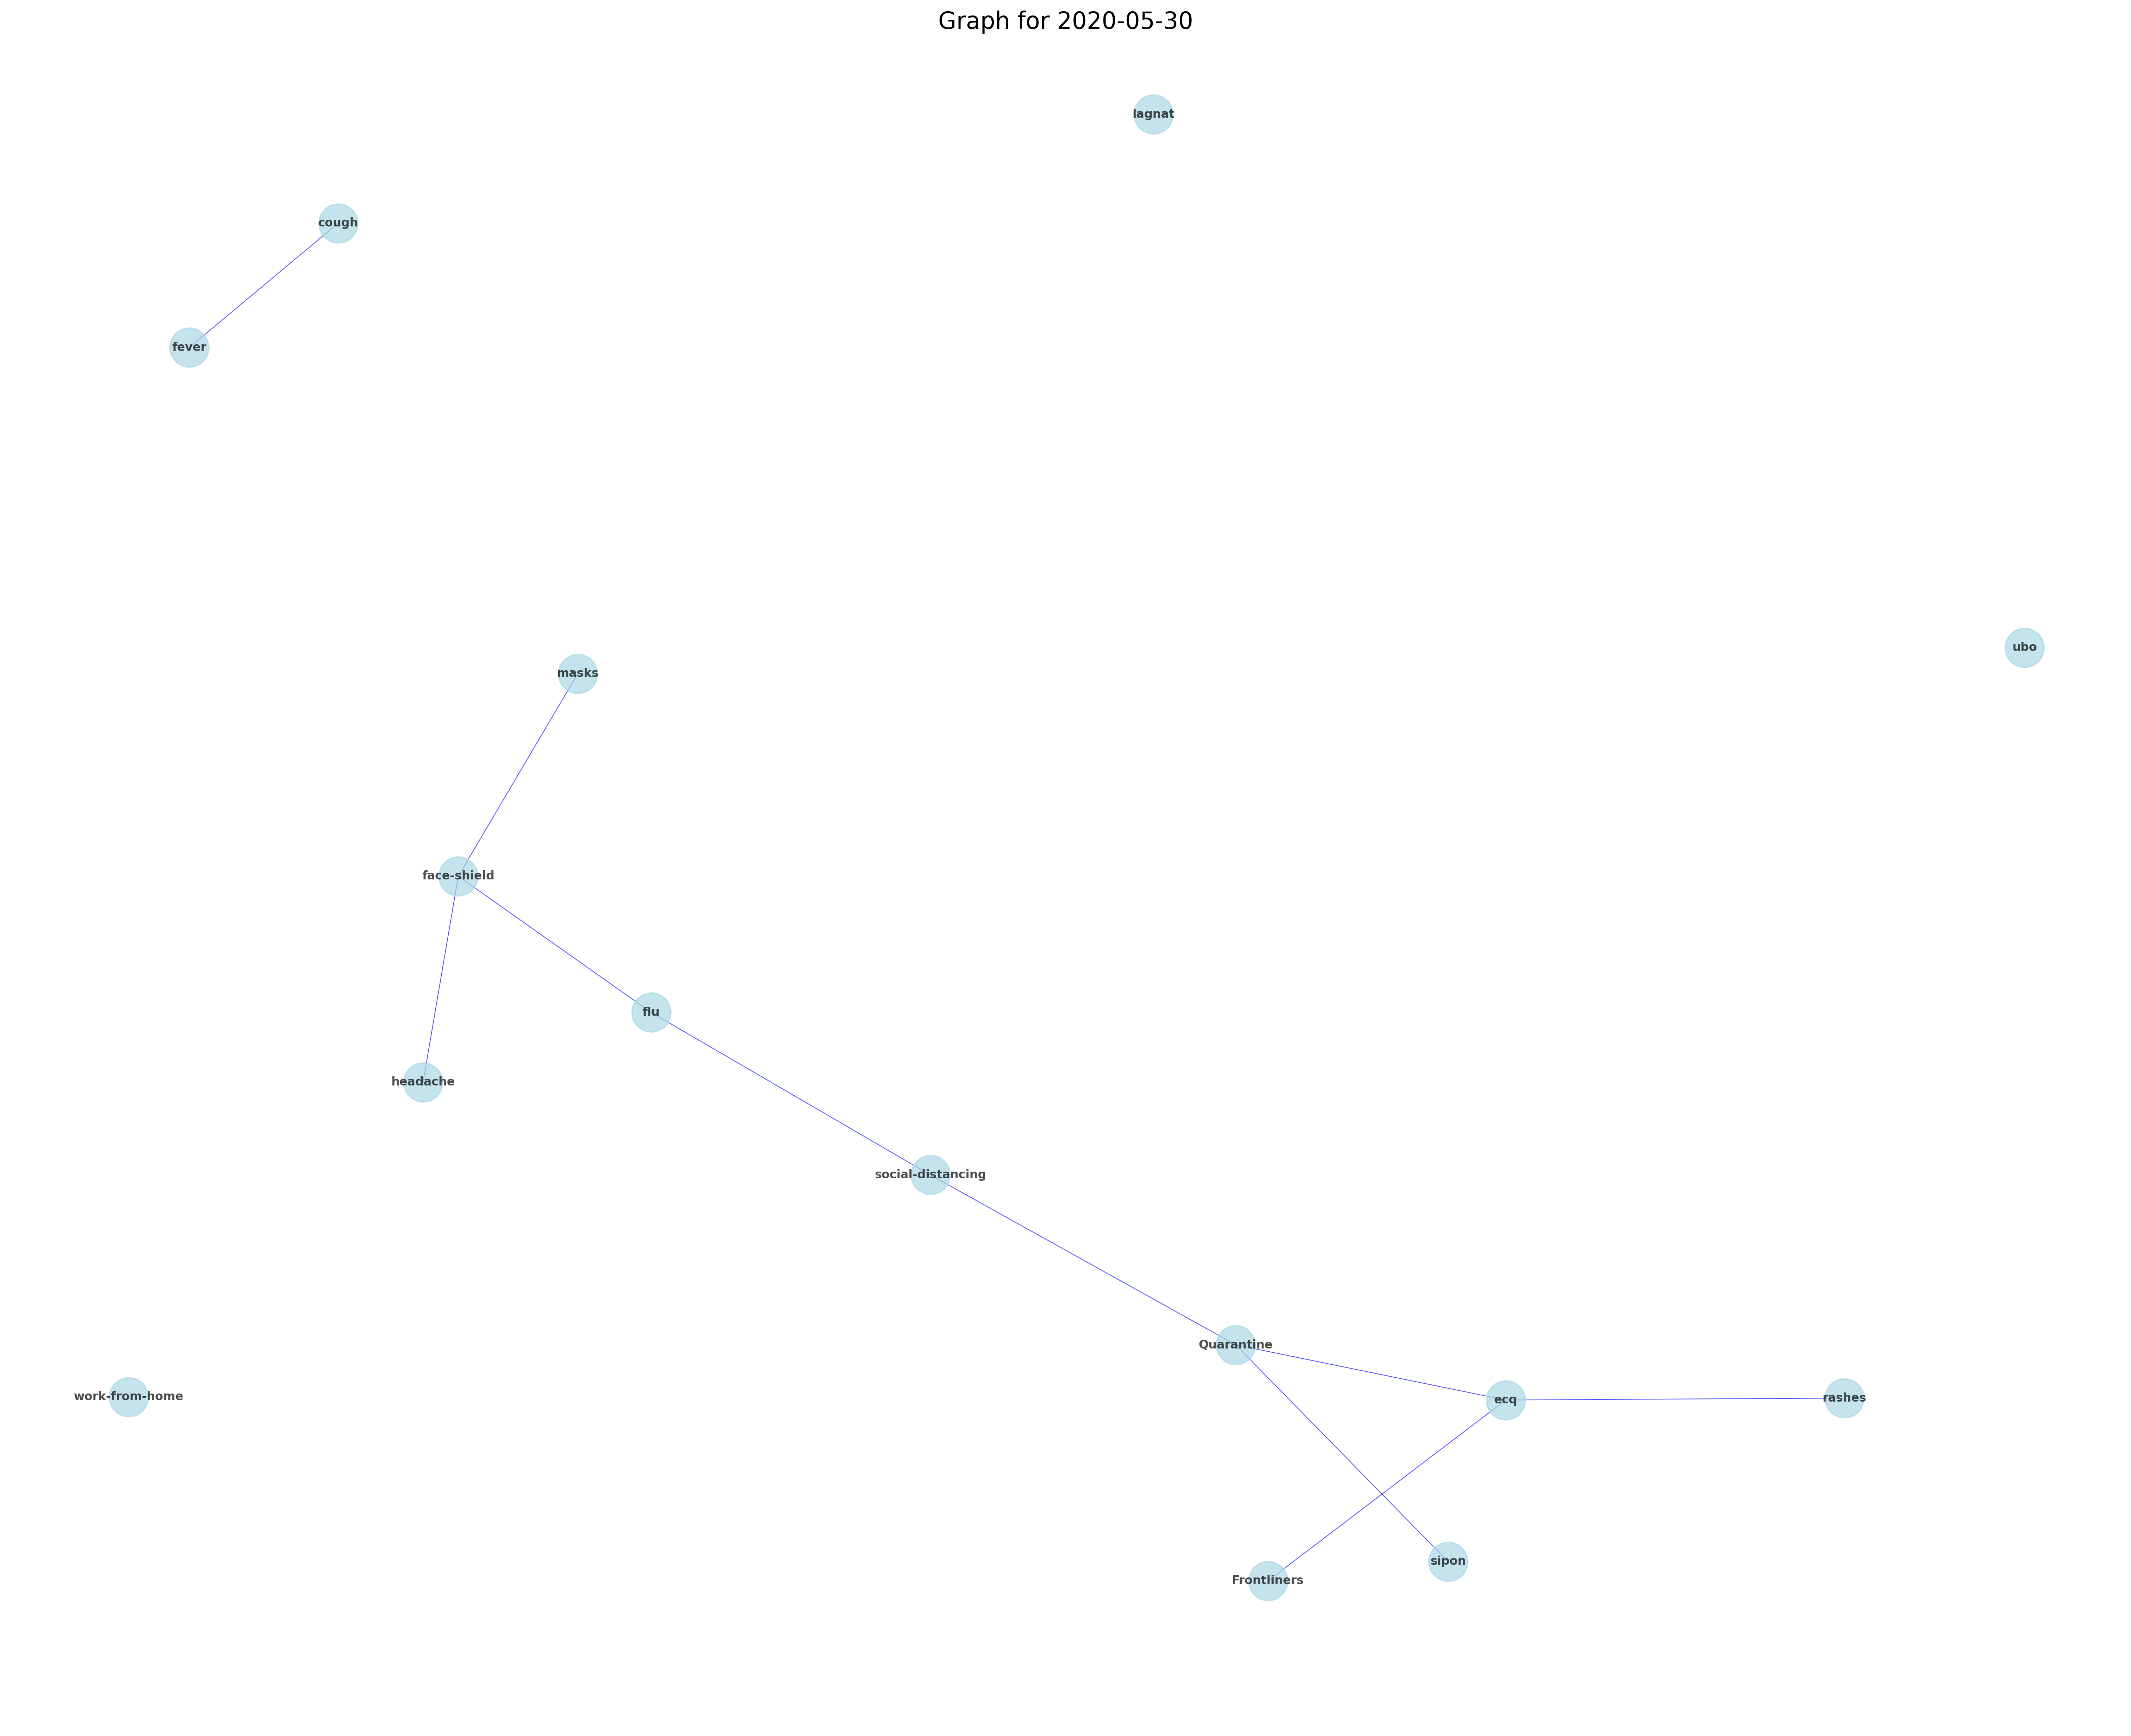 Graph for 2020-05-30
lagnat
cough
fever
ubo
masks
face-shield
flu
headache
social-distancing
Quarantine
work-from-home
ecq
rashes
sipon
Frontliners